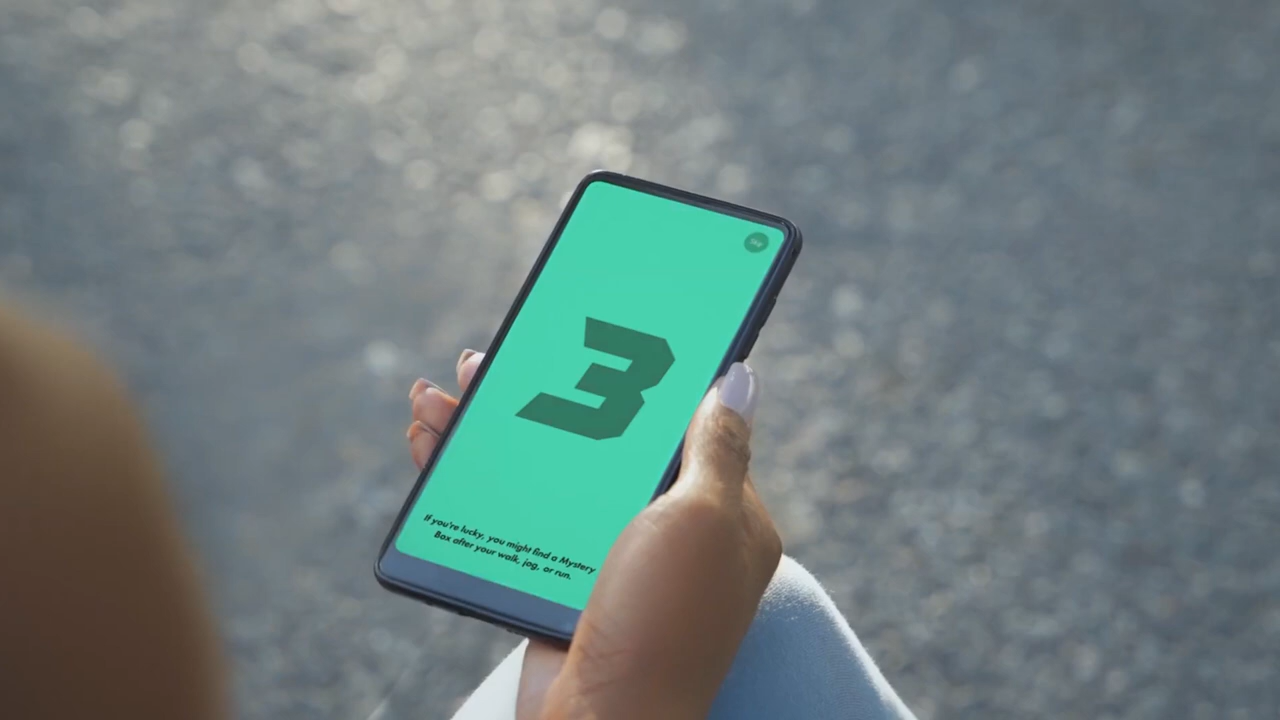 3
If you're lucky, you might find a Mystery
Box after your walk, jog, or run.